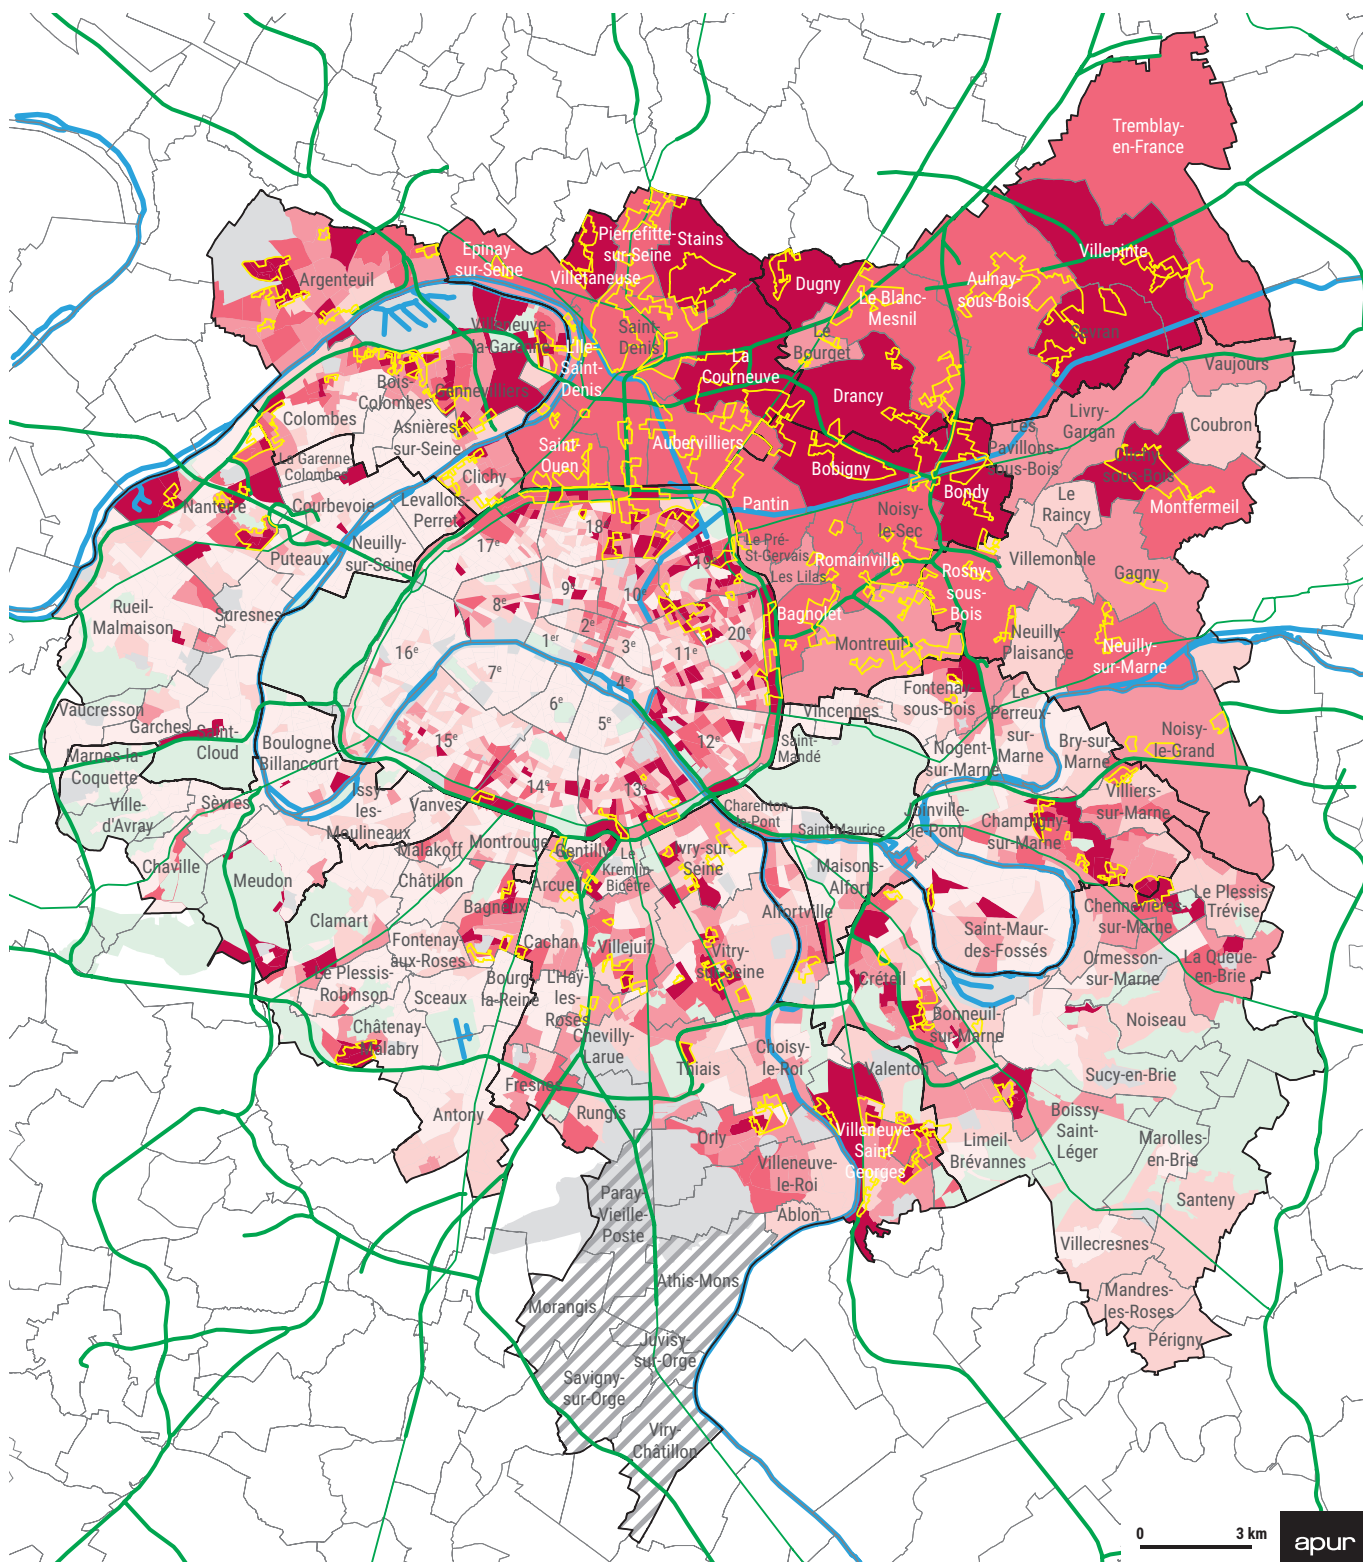 Tremblay-
en-France
Epinay-
sur-Seine
Pierrefitte-
sur-Seine
Stains
Villetaneuse
Argenteuil
Dugny
Villepinte
Aulnay-
sous-Bois
Le Blanc-
Mesnil
Villeneuve-
la-Garenne
Saint-
Denis
Le
Bourget
Sevran
L'Île-
Saint-
Denis
La
Courneuve
Drancy
Vaujours
Bois-
Colombes
Gennevilliers
Colombes
Asnières-
sur-Seine
Livry-
Gargan
Coubron
Les
Pavillons-
sous-Bois
Saint-
Ouen
Aubervilliers
Bobigny
Clichy-
sous-Bois
La Garenne-
Colombes
Clichy
Bondy
Montfermeil
Nanterre
Courbevoie
Levallois-
Perret
Pantin
Noisy-
le-Sec
Le
Raincy
Puteaux
Neuilly-
sur-Seine
17e
18e
19e
Le Pré-
St-Gervais
Les Lilas
Romainville
Rosny-
sous-
Bois
Villemonble
Gagny
Rueil-
Malmaison
Suresnes
8e
9e
10e
2e
1er
3e
11e
20e
Bagnolet
Montreuil
Neuilly-
Plaisance
Neuilly-
sur-Marne
16e
7e
4e
6e
5e
Vaucresson
Garches
Saint-
Cloud
Vincennes
Fontenay-
sous-Bois
Le
Perreux-
sur-
Marne
Noisy-
le-Grand
Marnes-la-
Coquette
Boulogne-
Billancourt
15e
12e
Saint-
Mandé
Nogent-
sur-Marne
Bry-sur-
Marne
Ville-
d'Avray
Sèvres
Issy-
les-
Moulineaux
Vanves
14e
13e
Charenton-
le-Pont
Saint-Maurice
Joinville-
le-Pont
Champigny-
sur-Marne
Villiers-
sur-Marne
Malakoff
Montrouge
Gentilly
Le
Kremlin-
Bicêtre
Ivry-sur-
Seine
Chaville
Meudon
Châtillon
Arcueil
Maisons-
Alfort
Bagneux
Alfortville
Chennevières-
sur-Marne
Le Plessis-
Trévise
Clamart
Fontenay-
aux-Roses
Cachan
Villejuif
Vitry-
sur-Seine
Saint-Maur-
des-Fossés
Ormesson-
sur-Marne
La Queue-
en-Brie
Le Plessis-
Robinson
Sceaux
Bourg-
la-Reine
L'Haÿ-
les-
Roses
Créteil
Châtenay-
Malabry
Chevilly-
Larue
Bonneuil-
sur-Marne
Noiseau
Choisy-
le-Roi
Thiais
Valenton
Sucy-en-Brie
Fresnes
Antony
Rungis
Orly
Villeneuve-
Saint-
Georges
Limeil-
Brévannes
Boissy-
Saint-
Léger
Marolles-
en-Brie
Villeneuve-
le-Roi
Ablon
Santeny
Paray-
Vieille-
Poste
Villecresnes
Athis-Mons
Morangis
Mandres-
les-Roses
Périgny
Juvisy-
sur-Orge
Savigny-
sur-Orge
Viry-
Châtillon
0 3 km
apur